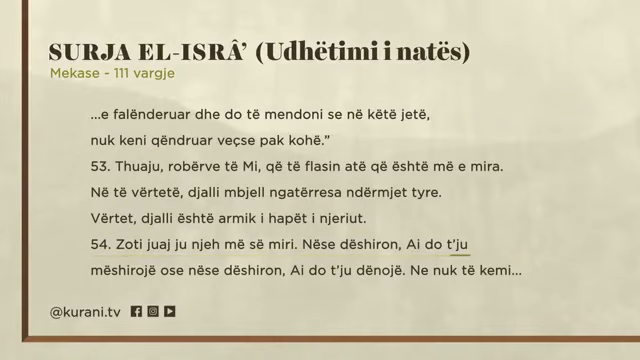 SURJA EL-ISRÂ’ (Udhëtimi i natës)
Mekase - 111 vargje
...e falënderuar dhe do të mendoni se në këtë jetë,
nuk keni qëndruar veçse pak kohë.”
53. Thuaju, robërve të Mi, që të flasin atë që është më e mira.
Në të vërtetë, djalli mbjell ngatërresa ndërmjet tyre.
Vërtet, djalli është armik i hapët i njeriut.
54. Zoti juaj ju njeh më së miri. Nëse dëshiron, Ai do t’ju
mëshirojë ose nëse dëshiron, Ai do t’ju dënojë. Ne nuk të kemi...
@kurani.tv